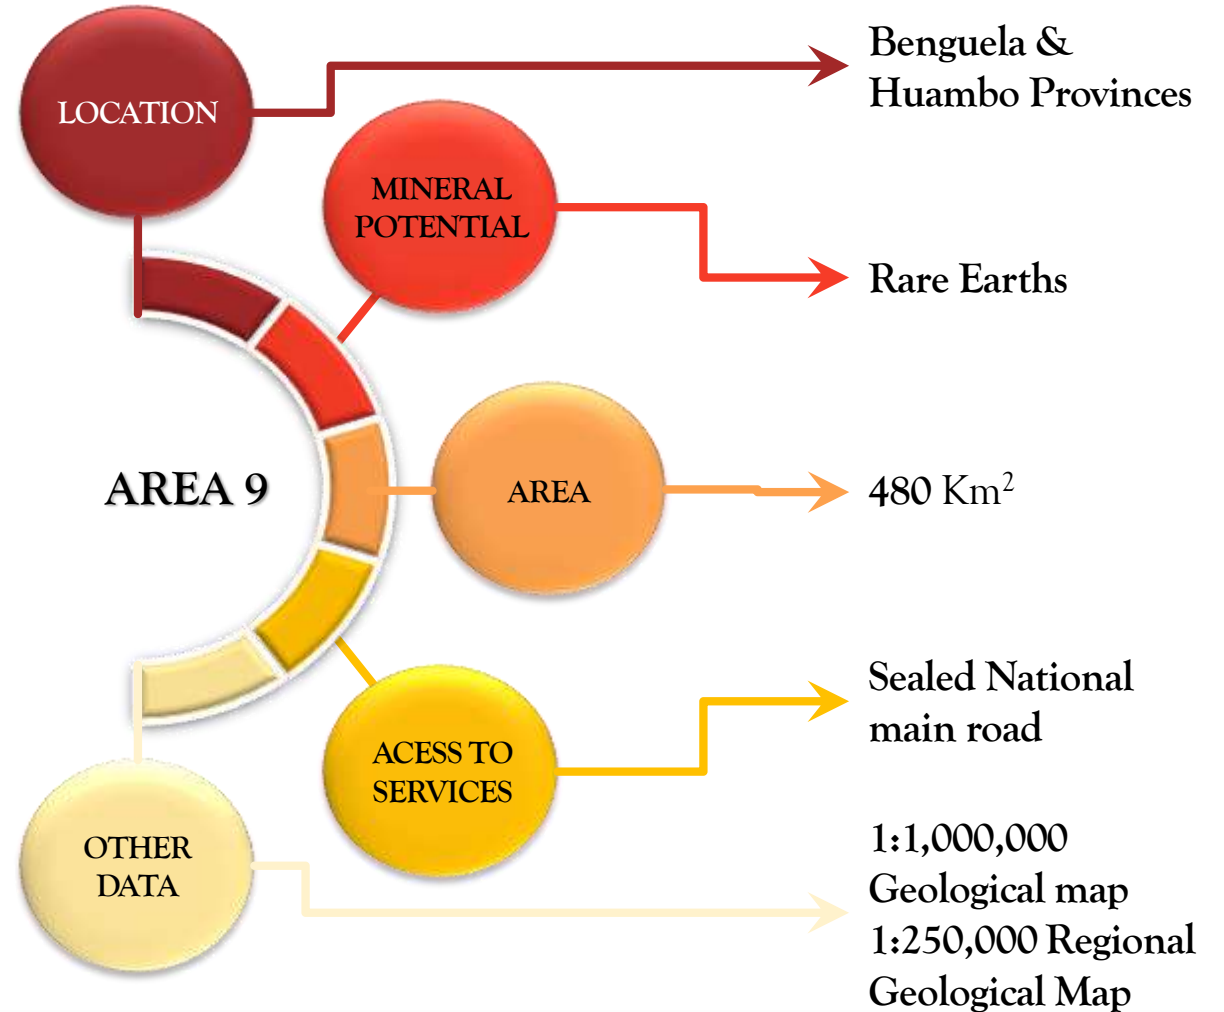 LOCATION
Benguela &
Huambo Provinces
MINERAL
POTENTIAL
Rare Earths
AREA 9
AREA
480 Km²
ACESS TO
SERVICES
Sealed National
main road
OTHER
DATA
1:1,000,000
Geological map
1:250,000 Regional
Geological Map